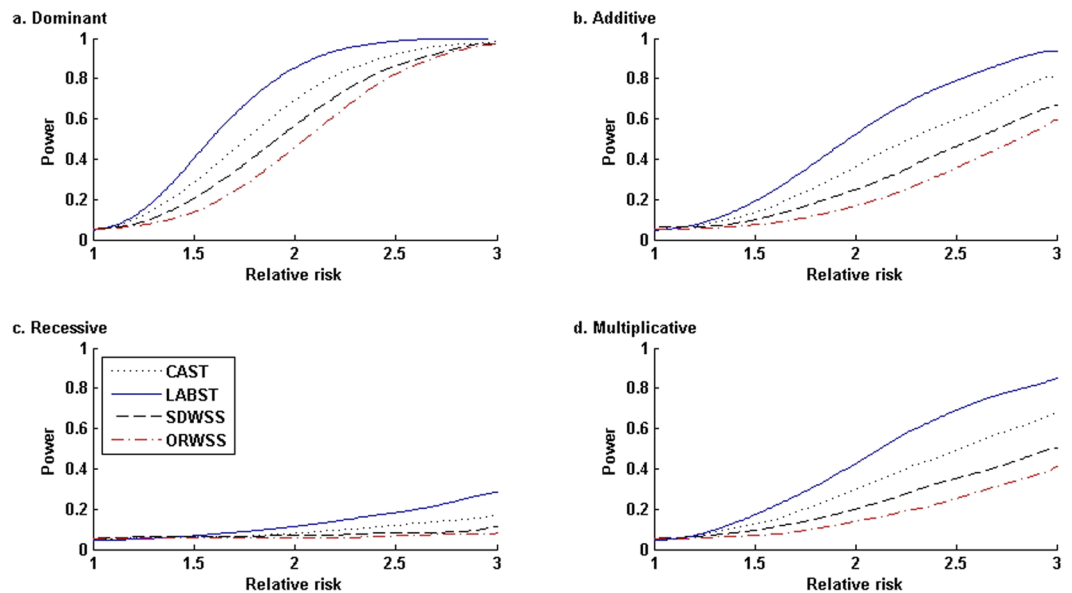 a. Dominant
1
0.8
0.6
0.4
0.2
0
Power
1 1.5 2 2.5 3
Relative risk
b. Additive
1
0.8
0.6
0.4
0.2
0
Power
1 1.5 2 2.5 3
Relative risk
c. Recessive
1
0.8
0.6
0.4
0.2
0
Power
CAST
LABST
SDWSS
ORWSS
1 1.5 2 2.5 3
Relative risk
d. Multiplicative
1
0.8
0.6
0.4
0.2
0
Power
1 1.5 2 2.5 3
Relative risk